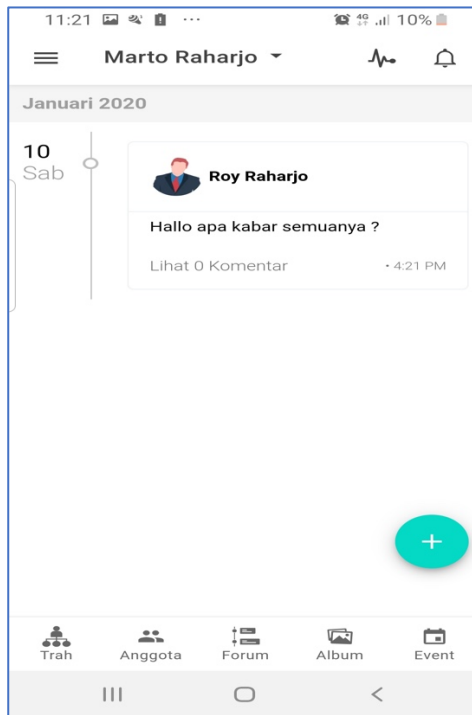 11:21 ... 4G 10%
Marto Raharjo
Januari 2020
10
Sab
Roy Raharjo
Hallo apa kabar semuanya ?
Lihat 0 Komentar • 4:21 PM
+
Trah Anggota Forum Album Event